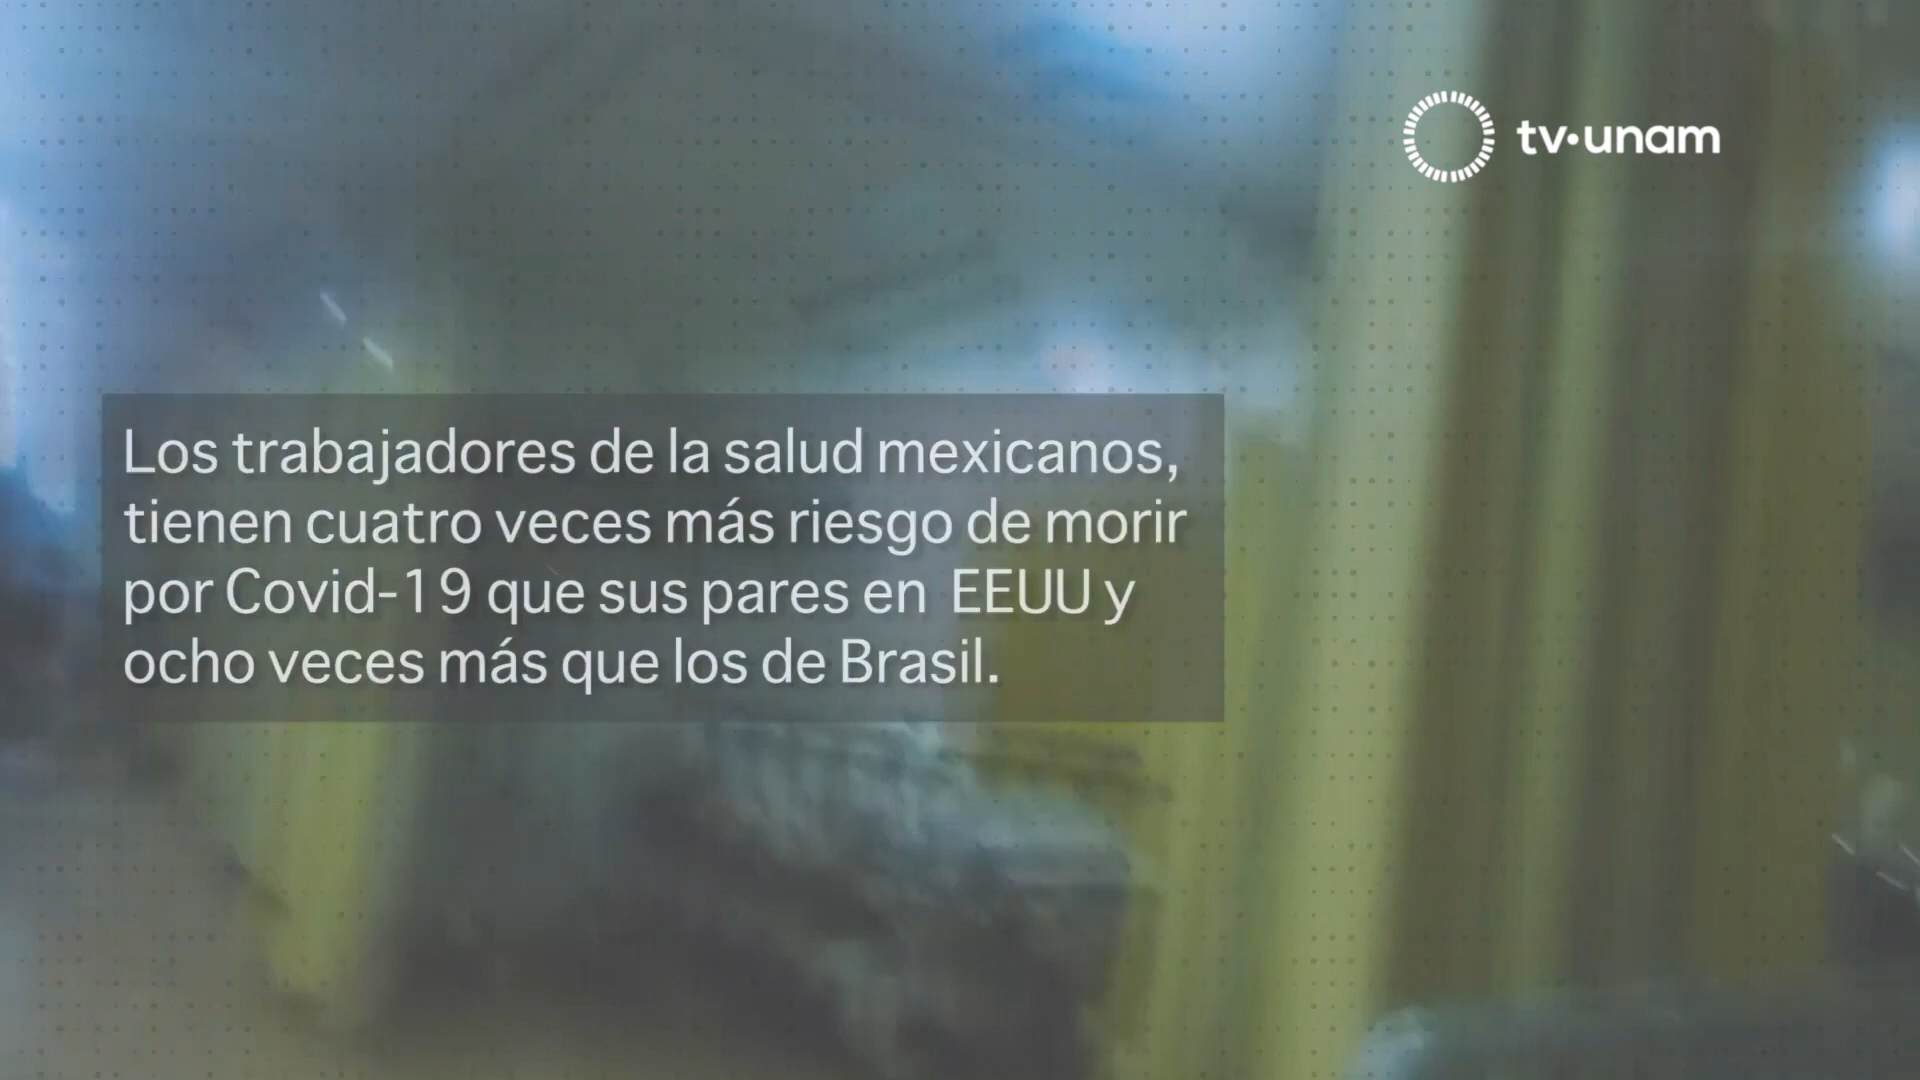 tv·unam
Los trabajadores de la salud mexicanos,
tienen cuatro veces más riesgo de morir
por Covid-19 que sus pares en EEUU y
ocho veces más que los de Brasil.